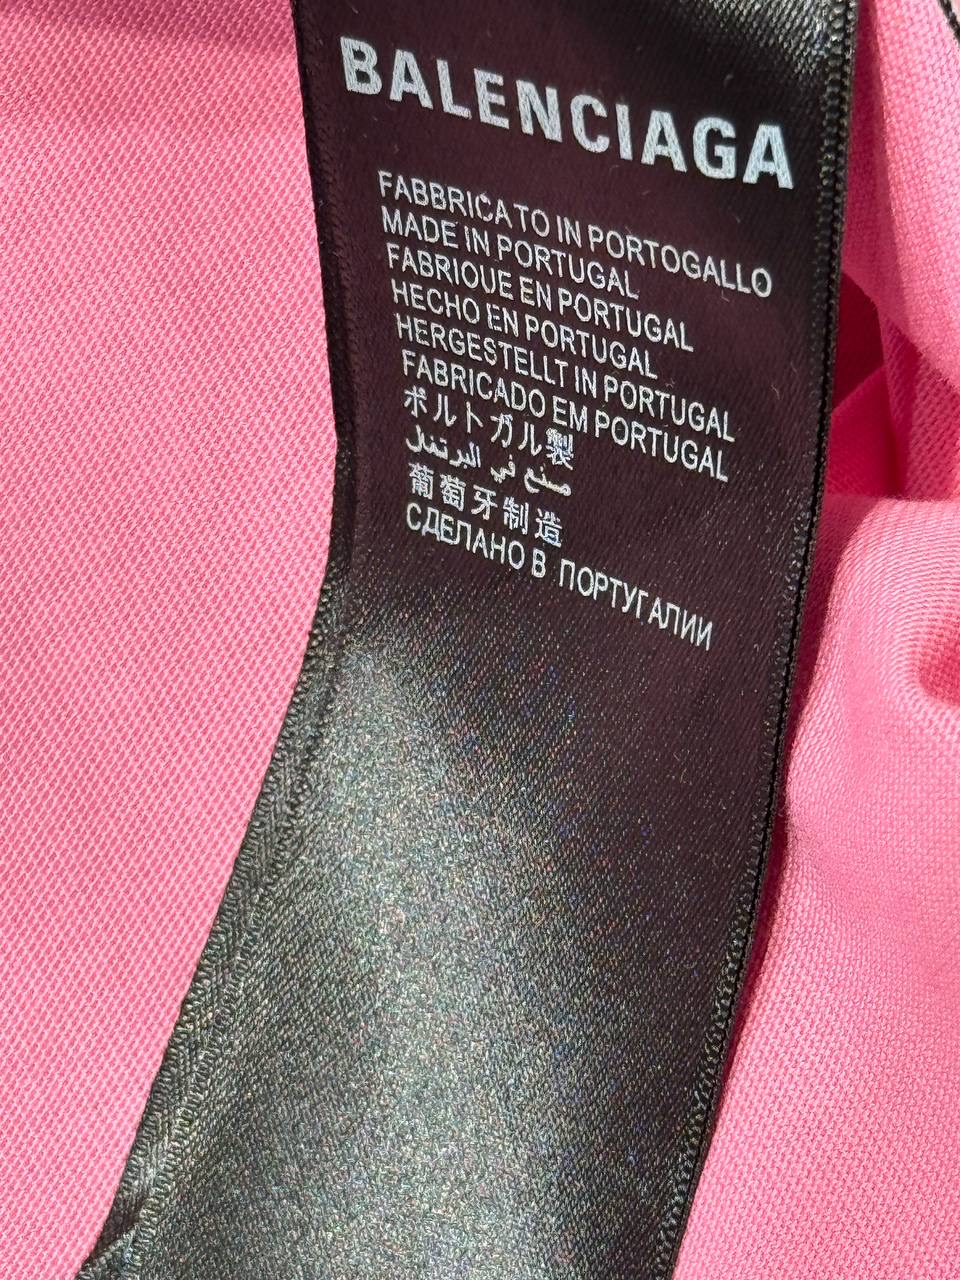 BALENCIAGA
FABBRICATO IN PORTOGALLO
MADE IN PORTUGAL
FABRIQUE EN PORTUGAL
HECHO EN PORTUGAL
HERGESTELLT IN PORTUGAL
FABRICADO EM PORTUGAL
ポルトガル製
صنع في البرتغال
葡萄牙制造
СДЕЛАНО В ПОРТУГАЛИИ